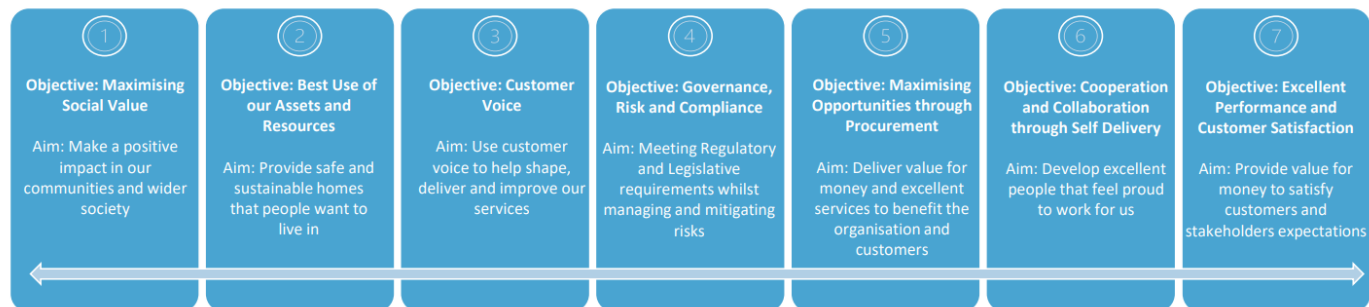 1
Objective: Maximising
Social Value
Aim: Make a positive
impact in our
communities and wider
society
2
Objective: Best Use of
our Assets and
Resources
Aim: Provide safe and
sustainable homes
that people want to
live in
3
Objective: Customer
Voice
Aim: Use customer
voice to help shape,
deliver and improve our
services
4
Objective: Governance,
Risk and Compliance
Aim: Meeting Regulatory
and Legislative
requirements whilst
managing and mitigating
risks
5
Objective: Maximising
Opportunities through
Procurement
Aim: Deliver value for
money and excellent
services to benefit the
organisation and
customers
6
Objective: Cooperation
and Collaboration
through Self Delivery
Aim: Develop excellent
people that feel proud
to work for us
7
Objective: Excellent
Performance and
Customer Satisfaction
Aim: Provide value for
money to satisfy
customers and
stakeholders expectations